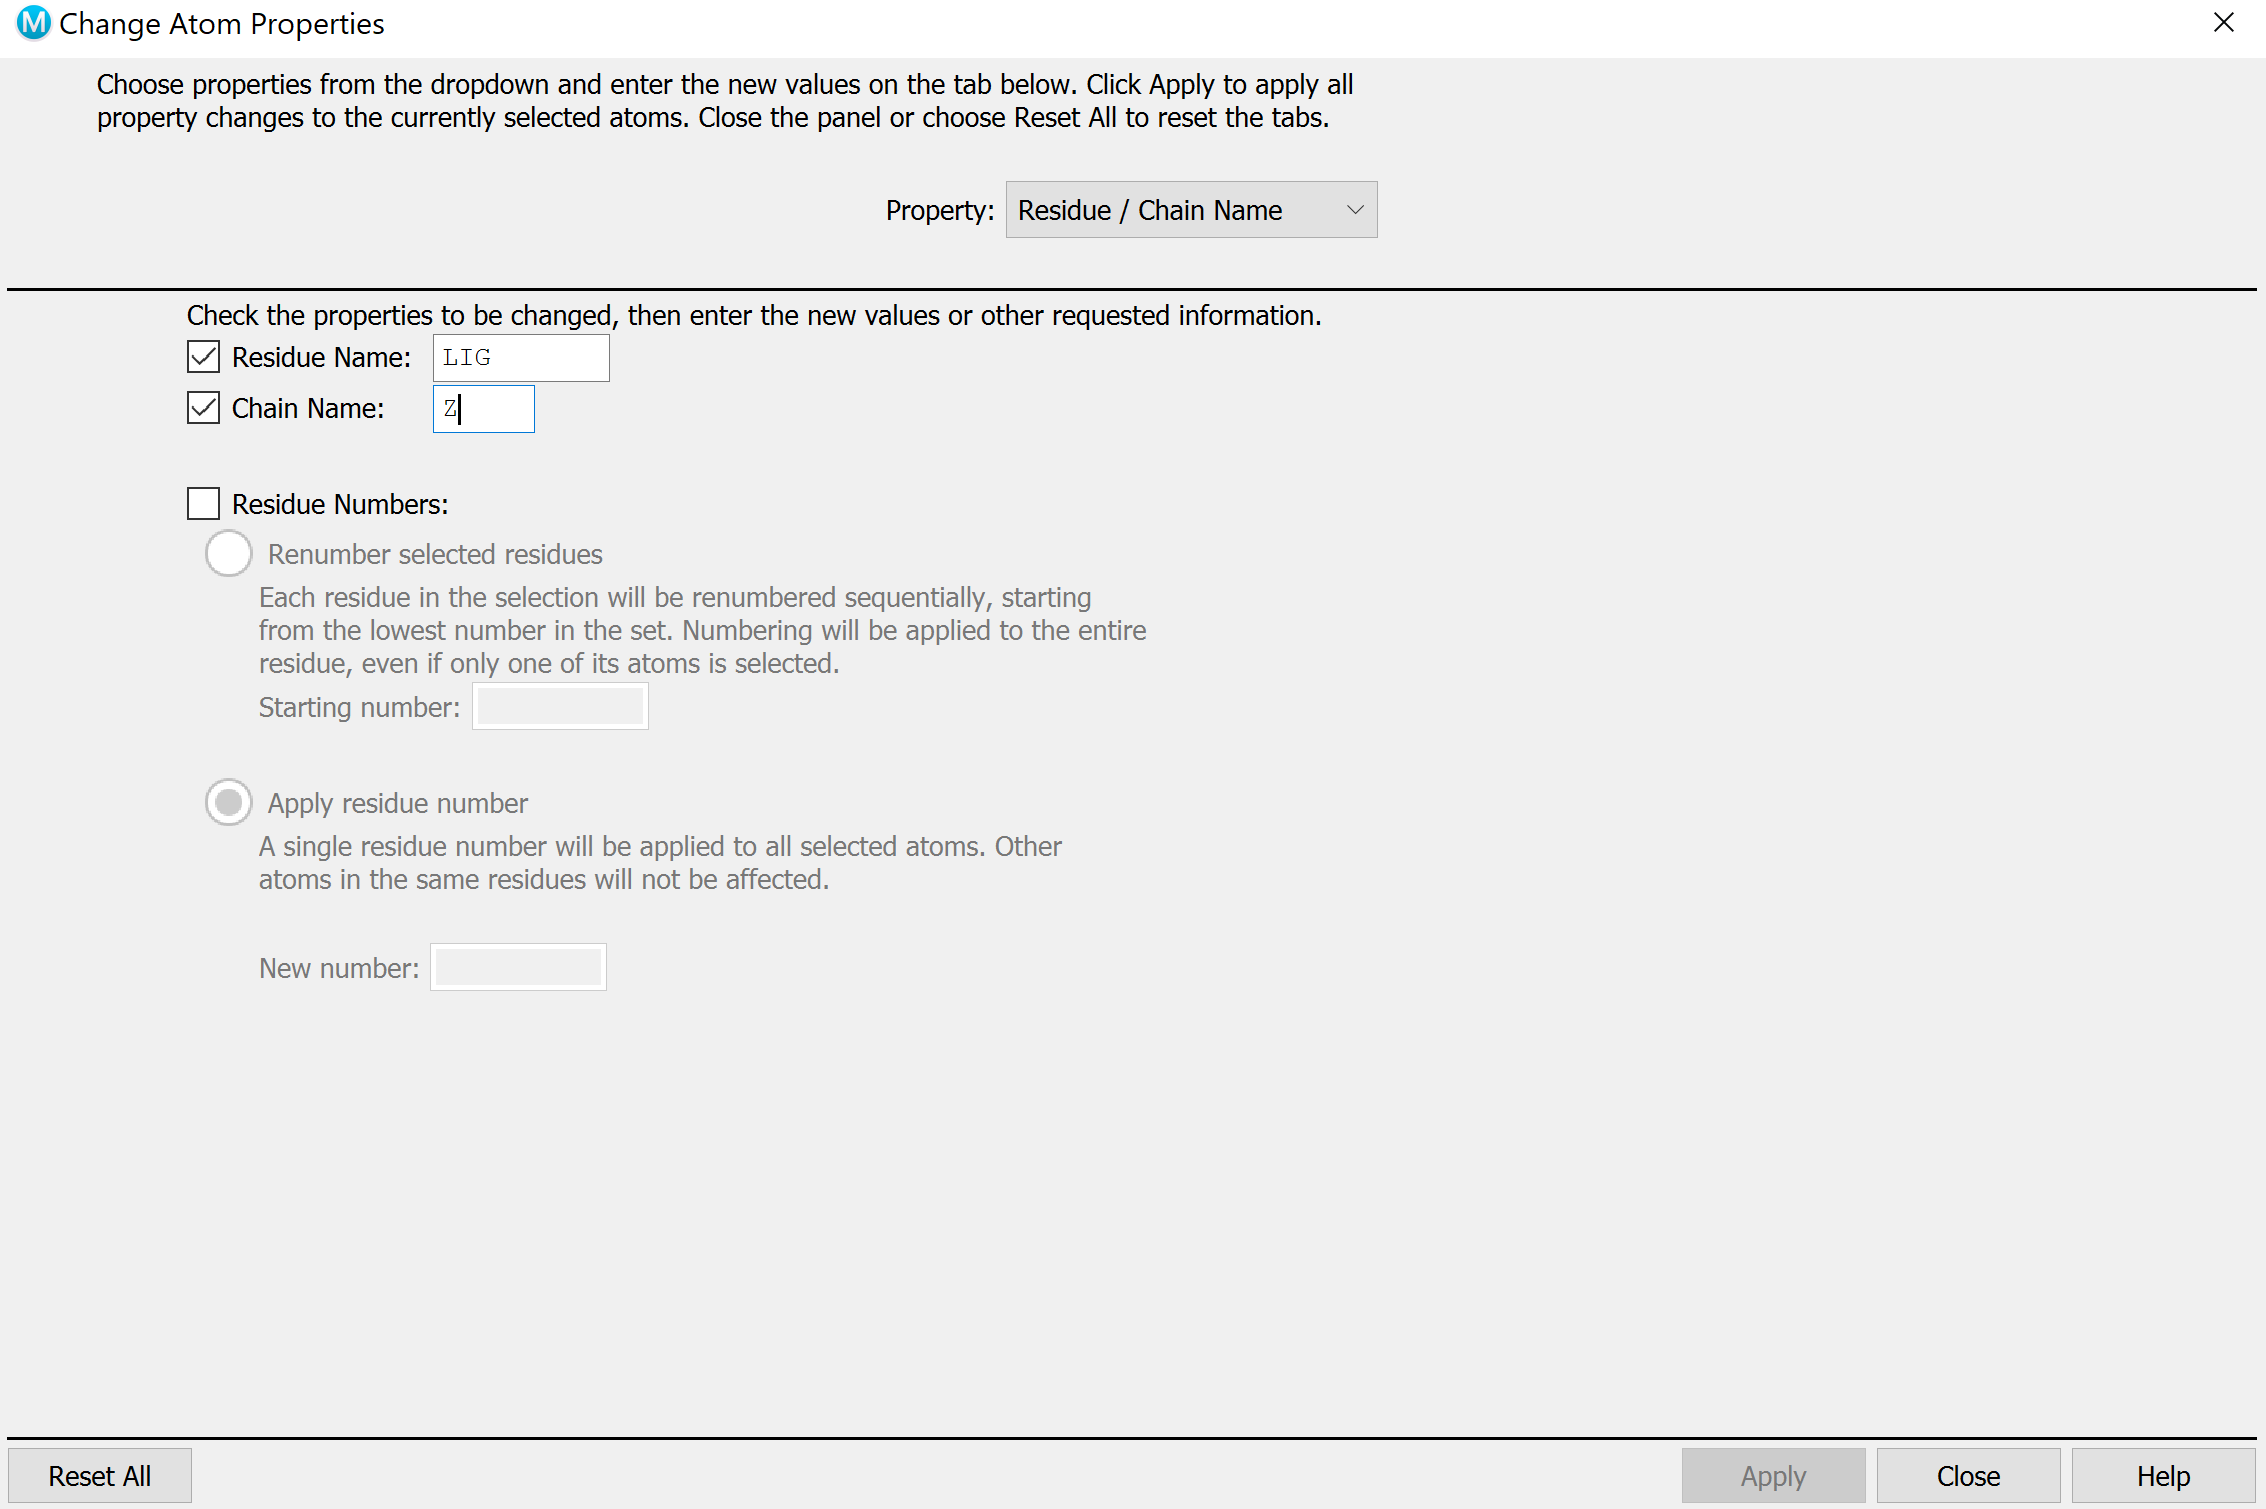 M Change Atom Properties
Choose properties from the dropdown and enter the new values on the tab below. Click Apply to apply all
property changes to the currently selected atoms. Close the panel or choose Reset All to reset the tabs.
Property: Residue / Chain Name
Check the properties to be changed, then enter the new values or other requested information.
Residue Name: LIG
Chain Name: Z
Residue Numbers:
Renumber selected residues
Each residue in the selection will be renumbered sequentially, starting
from the lowest number in the set. Numbering will be applied to the entire
residue, even if only one of its atoms is selected.
Starting number:
Apply residue number
A single residue number will be applied to all selected atoms. Other
atoms in the same residues will not be affected.
New number:
Reset All Apply Close Help